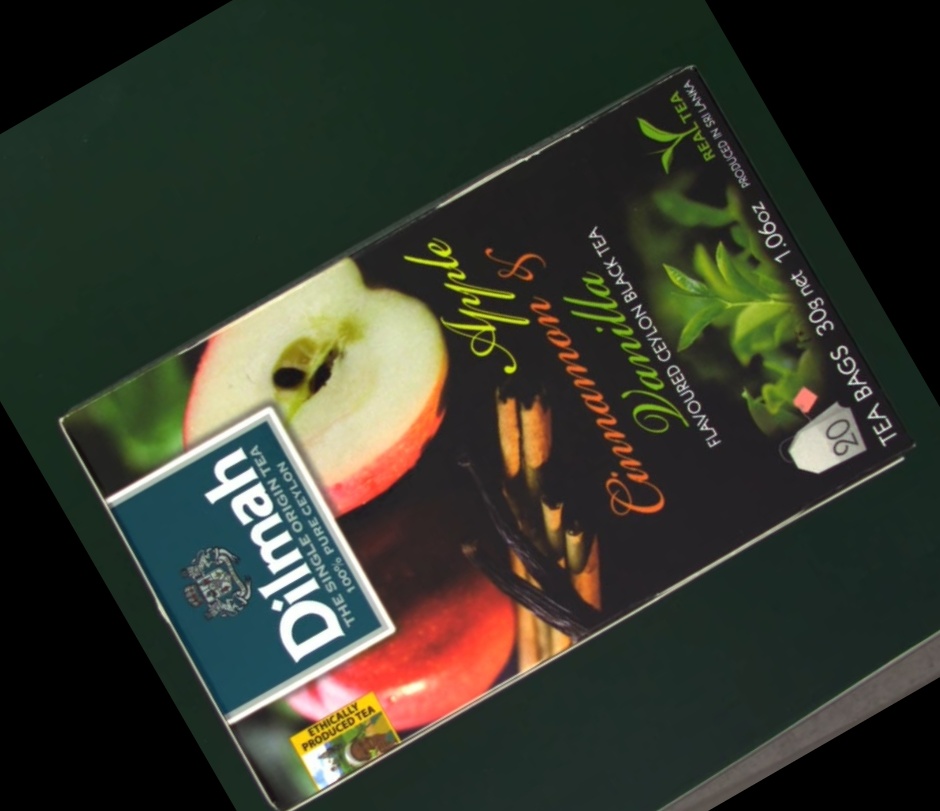 Dilmah
THE SINGLE ORIGIN TEA
100% PURE CEYLON
ETHICALLY
PRODUCED TEA
Apple
Cinnamon &
Vanilla
FLAVOURED CEYLON BLACK TEA
REAL TEA
PRODUCED IN SRI LANKA
20
TEA BAGS 30g net 1.06oz